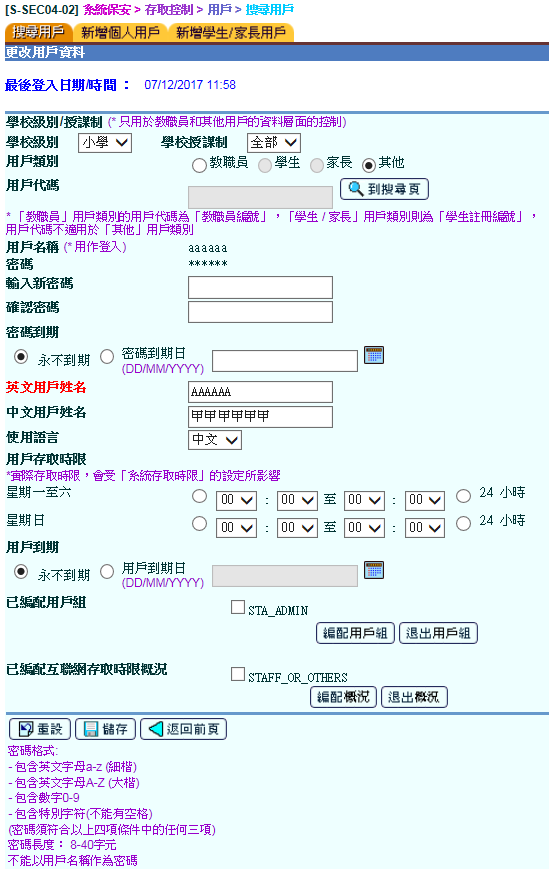 [S-SEC04-02] 系統保安 > 存取控制 > 用戶 > 搜尋用戶
搜尋用戶 新增個人用戶 新增學生/家長用戶
更改用戶資料
最後登入日期/時間 : 07/12/2017 11:58
學校級別/授課制 (* 只用於教職員和其他用戶的資料層面的控制)
學校級別 小學 學校授課制 全部
用戶類別 教職員 學生 家長 其他
用戶代碼 到搜尋頁
* 「教職員」用戶類別的用戶代碼為「教職員編號」，「學生 / 家長」用戶類別則為「學生註冊編號」，
用戶代碼不適用於「其他」用戶類別
用戶名稱 (* 用作登入) aaaaaa
密碼 ******
輸入新密碼
確認密碼
密碼到期
永不到期 密碼到期日
(DD/MM/YYYY)
英文用戶姓名 AAAAAA
中文用戶姓名 甲甲甲甲甲甲
使用語言 中文
用戶存取時限
*實際存取時限，會受「系統存取時限」的設定所影響
星期一至六 00 : 00 至 00 : 00 24 小時
星期日 00 : 00 至 00 : 00 24 小時
用戶到期
永不到期 用戶到期日
(DD/MM/YYYY)
已編配用戶組 STA_ADMIN
編配用戶組 退出用戶組
已編配互聯網存取時限概況 STAFF_OR_OTHERS
編配概況 退出概況
重設 儲存 返回前頁
密碼格式:
- 包含英文字母a-z (細楷)
- 包含英文字母A-Z (大楷)
- 包含數字0-9
- 包含特別字符(不能有空格)
(密碼須符合以上四項條件中的任何三項)
密碼長度： 8-40字元
不能以用戶名稱作為密碼